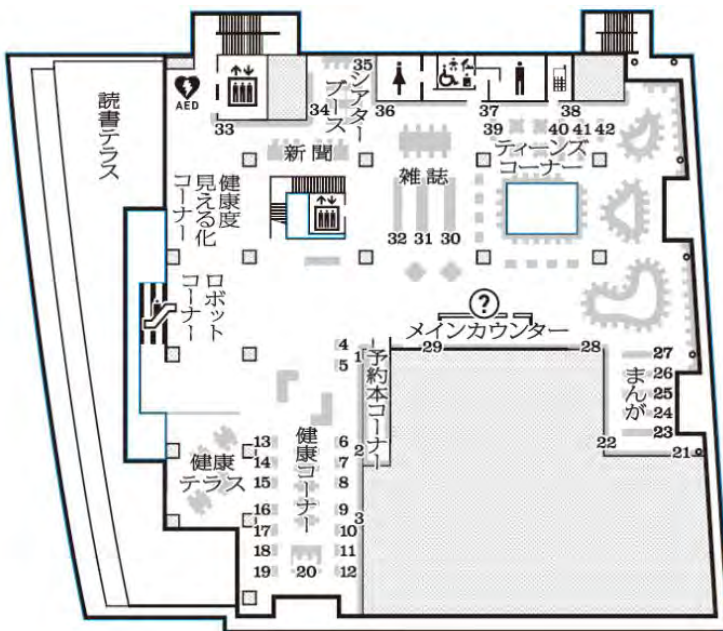 35
AED
33
34
シアター
ブース
36
37
38
39
40
41
42
読書テラス
新聞
雑誌
ティーンズ
コーナー
健康度
見える化
コーナー
32
31
30
ロボット
コーナー
?
メインカウンター
4
1
5
29
28
27
26
25
24
23
まんが
22
21
予約本コーナー
2
3
13
14
15
16
17
18
19
健康
テラス
健康コーナー
6
7
8
9
10
11
12
20